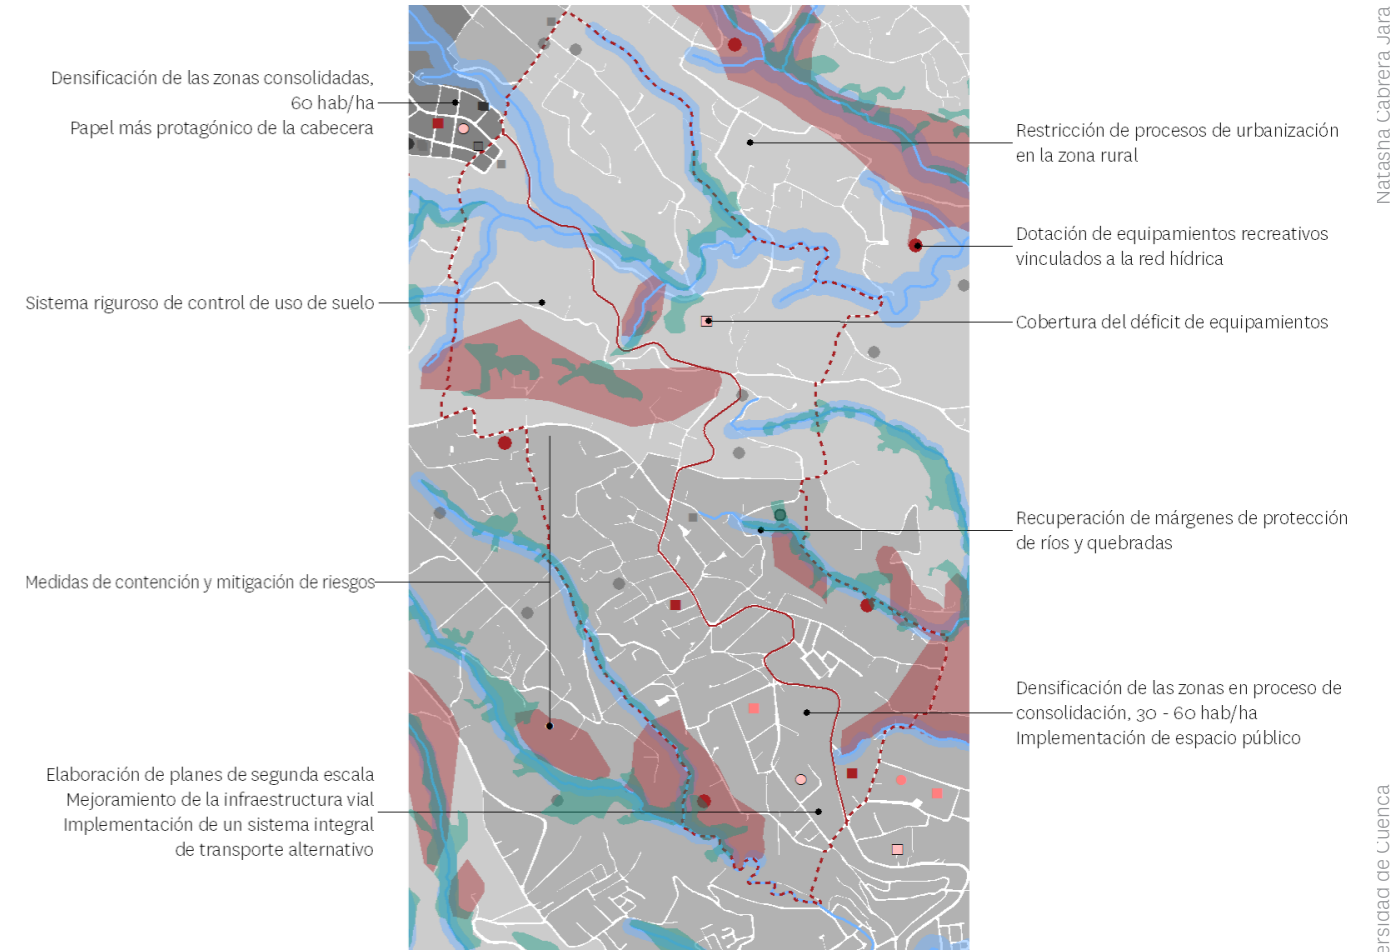 Densificación de las zonas consolidadas,
60 hab/ha
Papel más protagónico de la cabecera
Sistema riguroso de control de uso de suelo
Medidas de contención y mitigación de riesgos
Elaboración de planes de segunda escala
Mejoramiento de la infraestructura vial
Implementación de un sistema integral
de transporte alternativo
Restricción de procesos de urbanización
en la zona rural
Dotación de equipamientos recreativos
vinculados a la red hídrica
Cobertura del déficit de equipamientos
Recuperación de márgenes de protección
de ríos y quebradas
Densificación de las zonas en proceso de
consolidación, 30 - 60 hab/ha
Implementación de espacio público
Natasha Cabrera Jara
ersidad de Cuenca